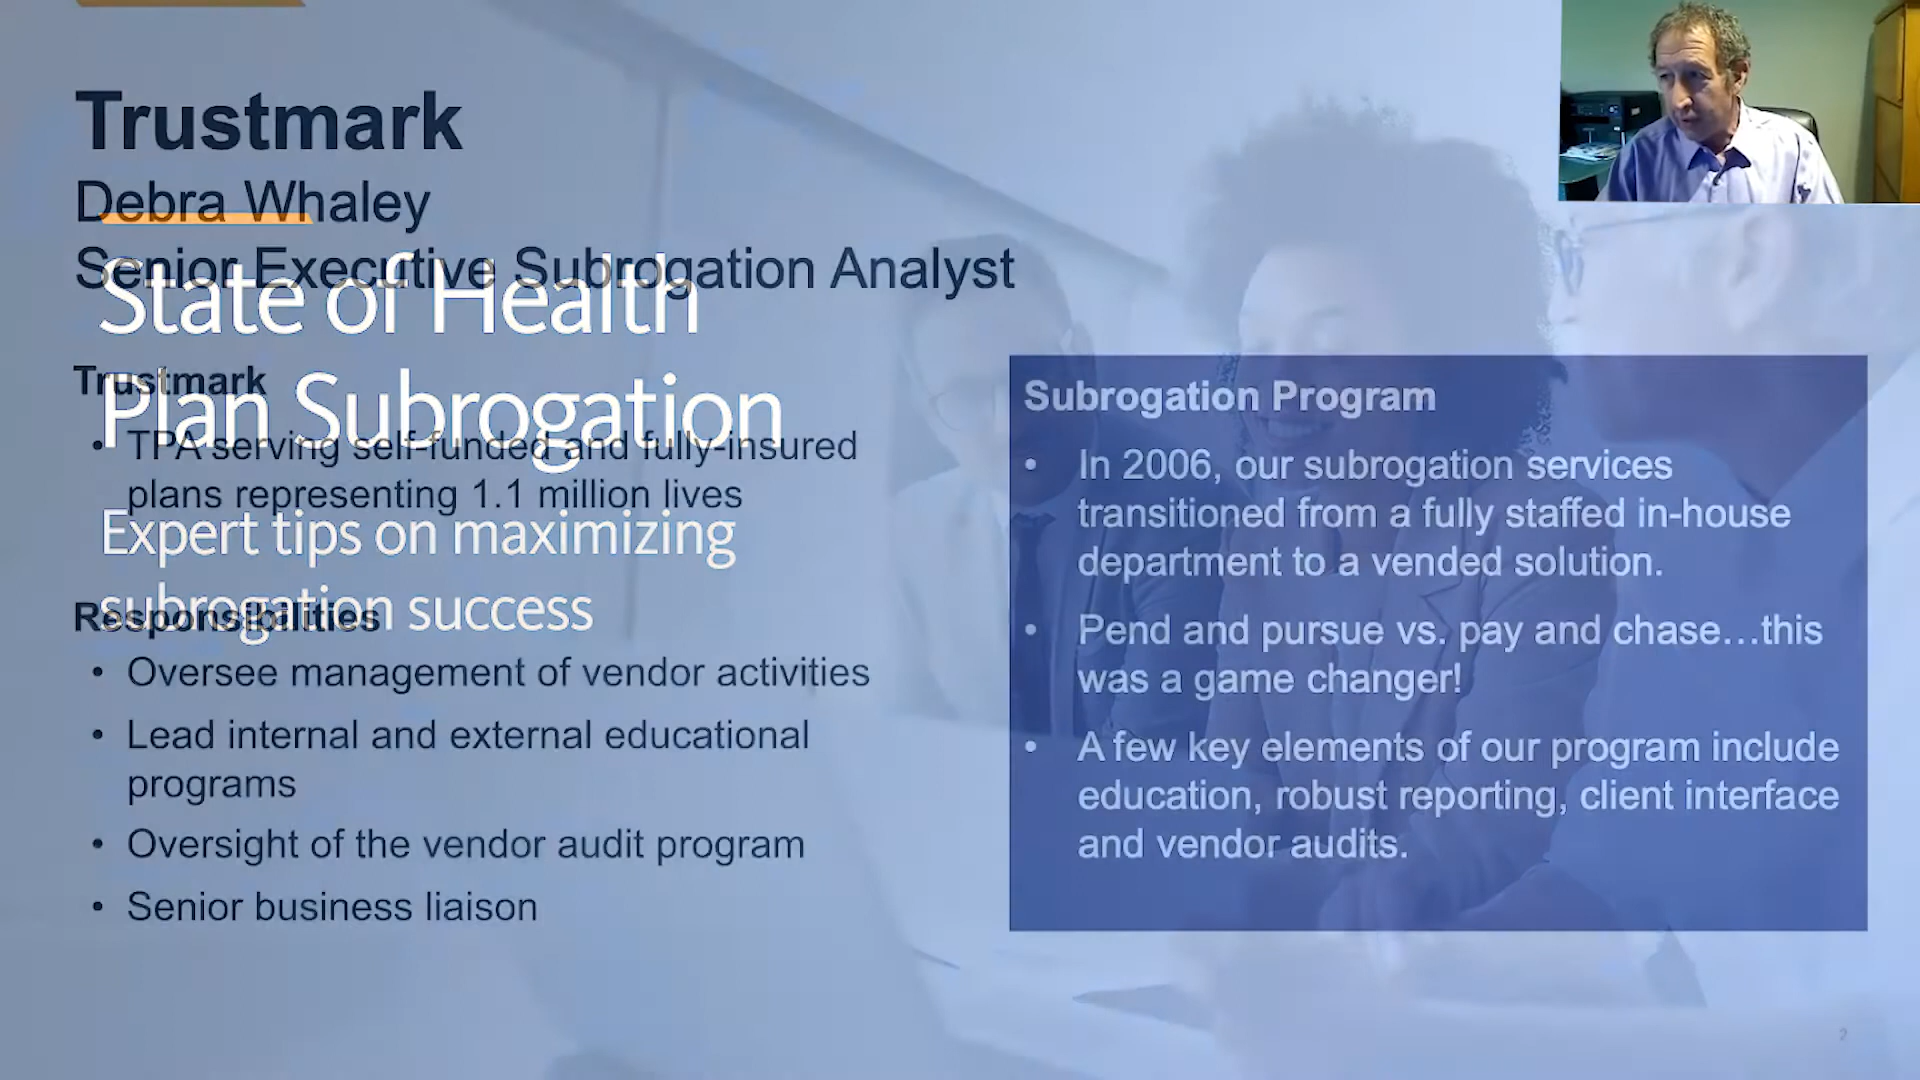 Trustmark
Debra Whaley
Senior Executive Subrogation Analyst
State of Health
Plan Subrogation
Expert tips on maximizing
subrogation success
Trustmark
• TPA serving self-funded and fully-insured
plans representing 1.1 million lives
Responsibilities
• Oversee management of vendor activities
• Lead internal and external educational
programs
• Oversight of the vendor audit program
• Senior business liaison
Subrogation Program
• In 2006, our subrogation services
transitioned from a fully staffed in-house
department to a vended solution.
• Pend and pursue vs. pay and chase…this
was a game changer!
• A few key elements of our program include
education, robust reporting, client interface
and vendor audits.
2